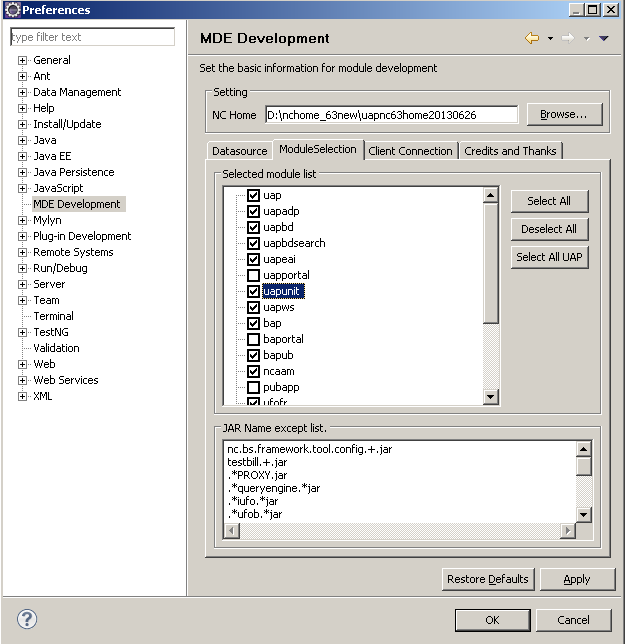 Preferences
type filter text
General
Ant
Data Management
Help
Install/Update
Java
Java EE
Java Persistence
JavaScript
MDE Development
Mylyn
Plug-in Development
Remote Systems
Run/Debug
Server
Team
Terminal
TestNG
Validation
Web
Web Services
XML
MDE Development
Set the basic information for module development
Setting
NC Home D:\nchome_63new\uapnc63home20130626 Browse...
Datasource ModuleSelection Client Connection Credits and Thanks
Selected module list
uap
uapadp
uapbd
uapbdsearch
uapeai
uapportal
uapunit
uapws
bap
baportal
bapub
ncaam
pubapp
ufofr
Select All
Deselect All
Select All UAP
JAR Name except list.
nc.bs.framework.tool.config.+.jar
testbill.+.jar
.*PROXY.jar
.*queryengine.*jar
.*iufo.*jar
.*ufob.*jar
Restore Defaults Apply
? OK Cancel